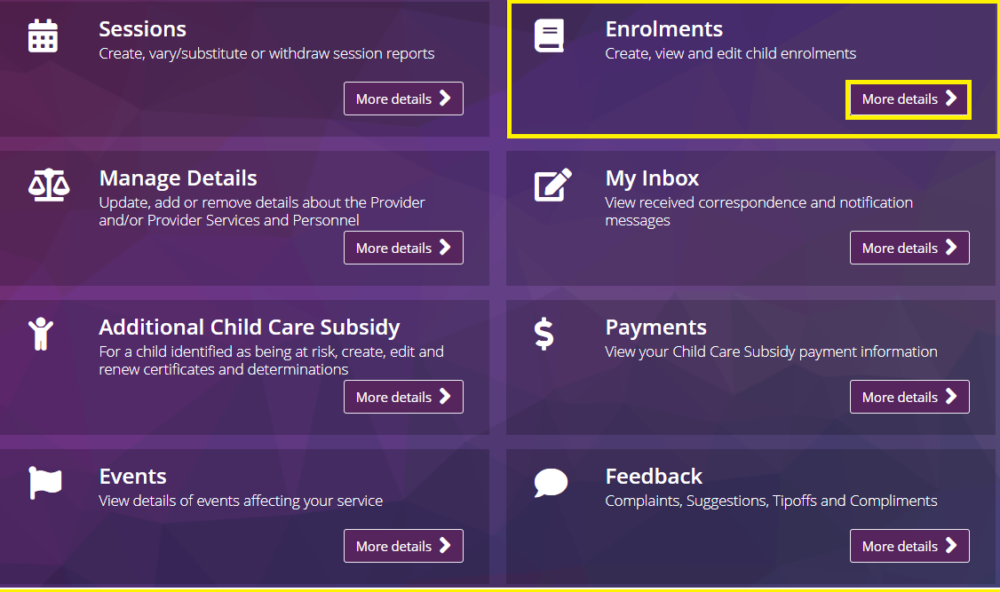 Sessions
Create, vary/substitute or withdraw session reports
More details
Enrolments
Create, view and edit child enrolments
More details
Manage Details
Update, add or remove details about the Provider
and/or Provider Services and Personnel
More details
My Inbox
View received correspondence and notification
messages
More details
Additional Child Care Subsidy
For a child identified as being at risk, create, edit and
renew certificates and determinations
More details
Payments
View your Child Care Subsidy payment information
More details
Events
View details of events affecting your service
More details
Feedback
Complaints, Suggestions, Tipoffs and Compliments
More details